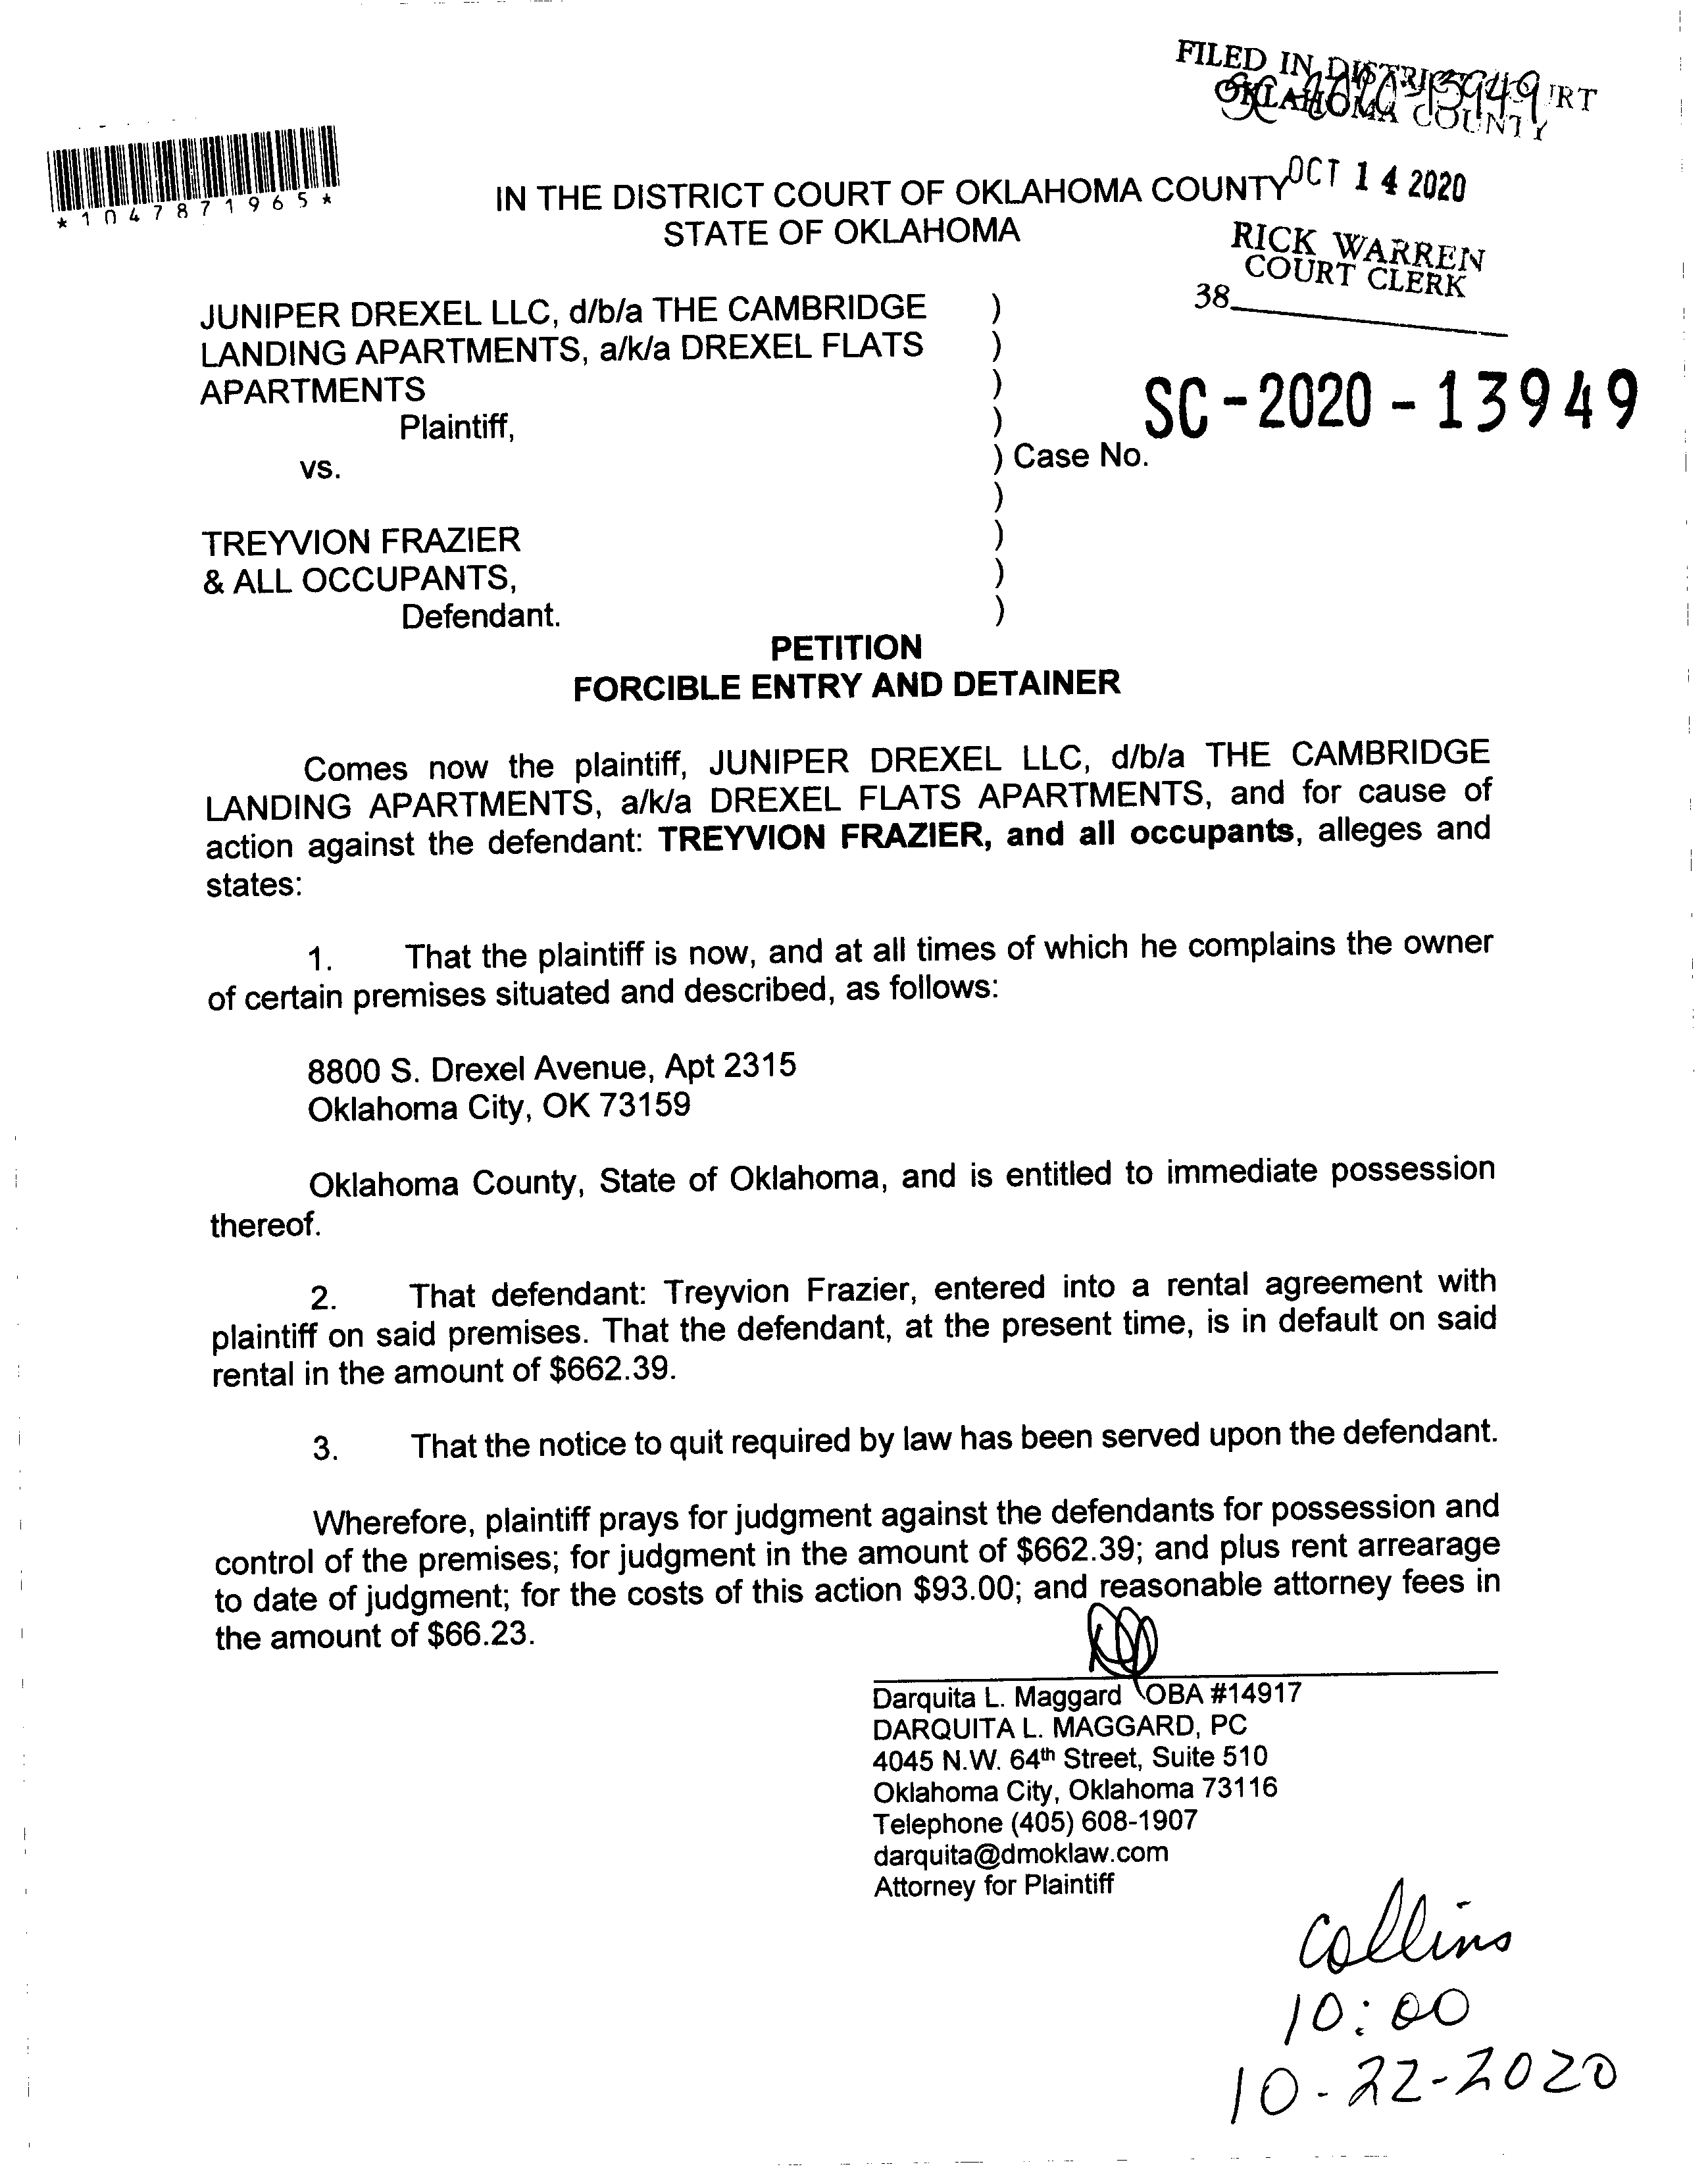 FILED IN DISTRICT COURT
OKLAHOMA COUNTY
SC-2020-13949
*1047871965*
OCT 14 2020
IN THE DISTRICT COURT OF OKLAHOMA COUNTY
STATE OF OKLAHOMA
RICK WARREN
COURT CLERK
38
JUNIPER DREXEL LLC, d/b/a THE CAMBRIDGE )
LANDING APARTMENTS, a/k/a DREXEL FLATS )
APARTMENTS )
Plaintiff, )
SC-2020-13949
vs. ) Case No.
)
TREYVION FRAZIER )
& ALL OCCUPANTS, )
Defendant. )
PETITION
FORCIBLE ENTRY AND DETAINER
Comes now the plaintiff, JUNIPER DREXEL LLC, d/b/a THE CAMBRIDGE
LANDING APARTMENTS, a/k/a DREXEL FLATS APARTMENTS, and for cause of
action against the defendant: TREYVION FRAZIER, and all occupants, alleges and
states:
1. That the plaintiff is now, and at all times of which he complains the owner
of certain premises situated and described, as follows:
8800 S. Drexel Avenue, Apt 2315
Oklahoma City, OK 73159
Oklahoma County, State of Oklahoma, and is entitled to immediate possession
thereof.
2. That defendant: Treyvion Frazier, entered into a rental agreement with
plaintiff on said premises. That the defendant, at the present time, is in default on said
rental in the amount of $662.39.
3. That the notice to quit required by law has been served upon the defendant.
Wherefore, plaintiff prays for judgment against the defendants for possession and
control of the premises; for judgment in the amount of $662.39; and plus rent arrearage
to date of judgment; for the costs of this action $93.00; and reasonable attorney fees in
the amount of $66.23.
Darquita L. Maggard OBA #14917
DARQUITA L. MAGGARD, PC
4045 N.W. 64th Street, Suite 510
Oklahoma City, Oklahoma 73116
Telephone (405) 608-1907
darquita@dmoklaw.com
Attorney for Plaintiff
Collins
10:00
10-22-2020